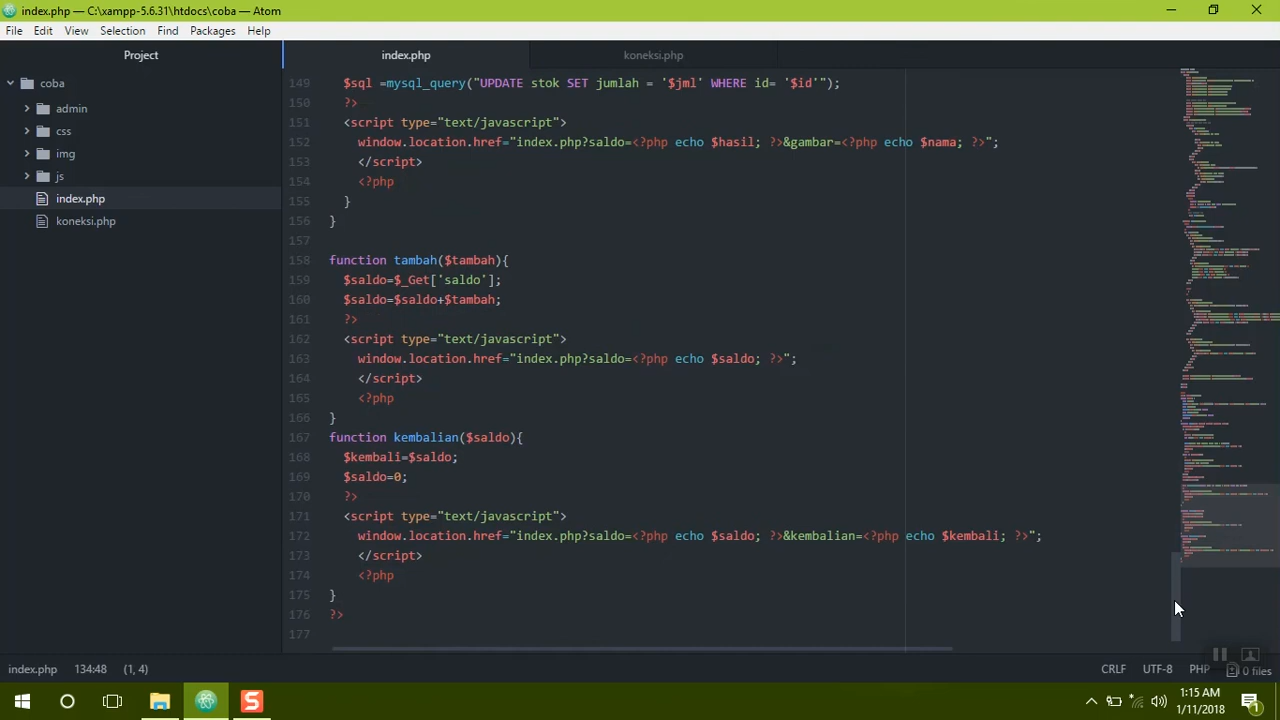 index.php — C:\xampp-5.6.31\htdocs\coba — Atom
File Edit View Selection Find Packages Help
Project
index.php
koneksi.php
coba
admin
css
img
js
index.php
koneksi.php
149 $sql =mysql_query("UPDATE stok SET jumlah = '$jml' WHERE id= '$id'");
150 ?>
151 <script type="text/javascript">
152 window.location.href="index.php?saldo=<?php echo $hasil; ?>&gambar=<?php echo $nama; ?>";
153 </script>
154 <?php
155 }
156 }
157
158 function tambah($tambah){
159 $saldo=$_Get['saldo'];
160 $saldo=$saldo+$tambah;
161 ?>
162 <script type="text/javascript">
163 window.location.href="index.php?saldo=<?php echo $saldo; ?>";
164 </script>
165 <?php
166 }
167 function kembalian($saldo){
168 $kembali=$saldo;
169 $saldo=0;
170 ?>
171 <script type="text/javascript">
172 window.location.href="index.php?saldo=<?php echo $saldo; ?>&kembalian=<?php echo $kembali; ?>";
173 </script>
174 <?php
175 }
176 ?>
177
index.php 134:48 (1, 4)
CRLF UTF-8 PHP 0 files
1:15 AM
1/11/2018